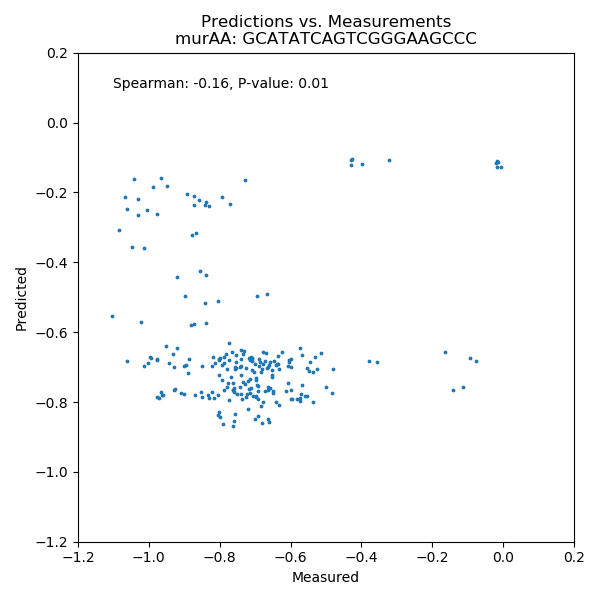 Predictions vs. Measurements
murAA: GCATATCAGTCGGGAAGCCC
Spearman: -0.16, P-value: 0.01
0.2
0.0
−0.2
−0.4
−0.6
−0.8
−1.0
−1.2
Predicted
−1.2 −1.0 −0.8 −0.6 −0.4 −0.2 0.0 0.2
Measured